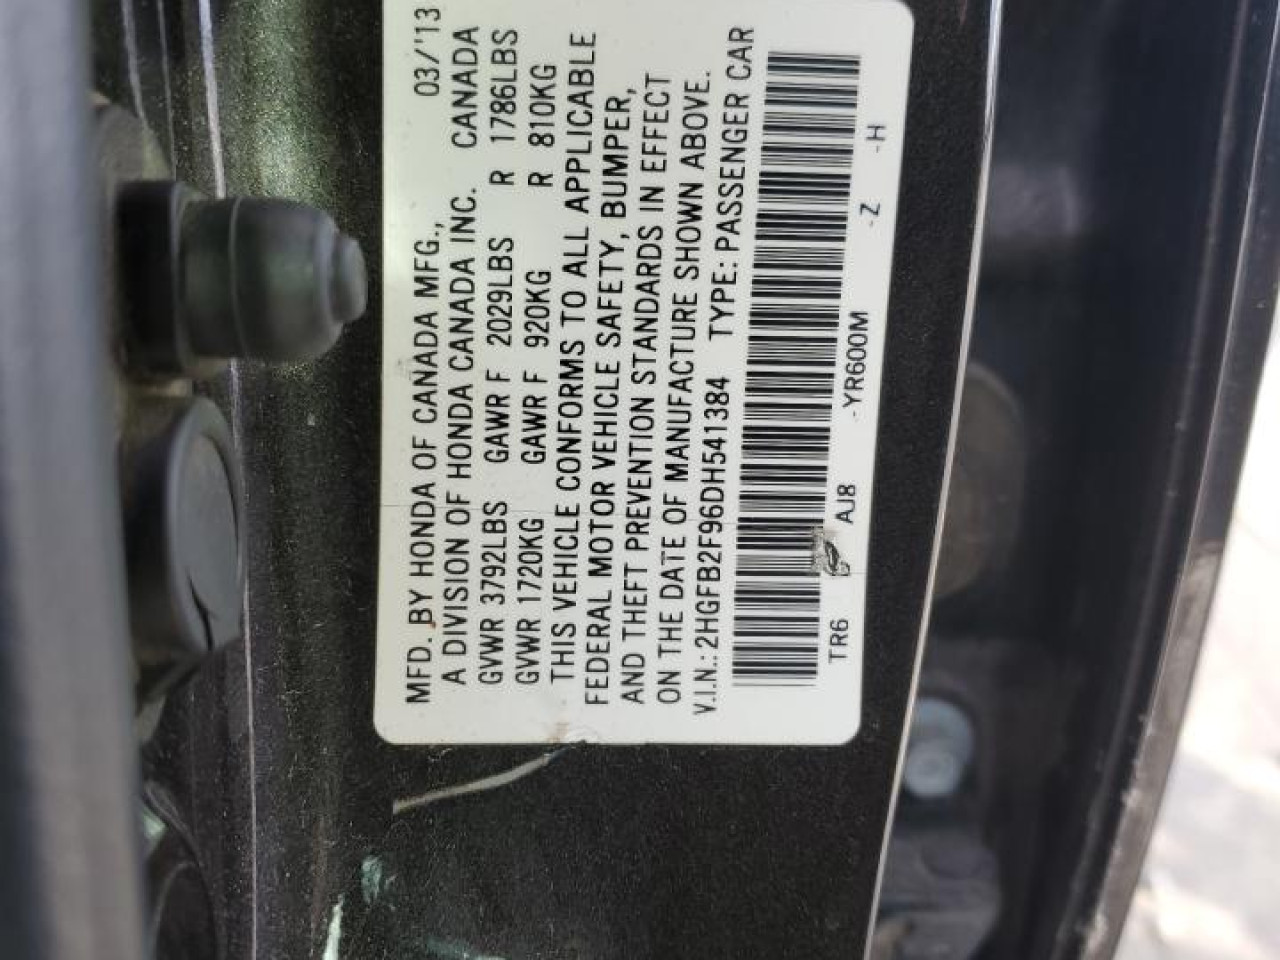 MFD. BY HONDA OF CANADA MFG., 03/'13
A DIVISION OF HONDA CANADA INC. CANADA
GVWR 3792LBS GAWR F 2029LBS R 1786LBS
GVWR 1720KG GAWR F 920KG R 810KG
THIS VEHICLE CONFORMS TO ALL APPLICABLE
FEDERAL MOTOR VEHICLE SAFETY, BUMPER,
AND THEFT PREVENTION STANDARDS IN EFFECT
ON THE DATE OF MANUFACTURE SHOWN ABOVE.
V.I.N.: 2HGFB2F96DH541384 TYPE: PASSENGER CAR
TR6 AJ8 -YR600M -Z -H